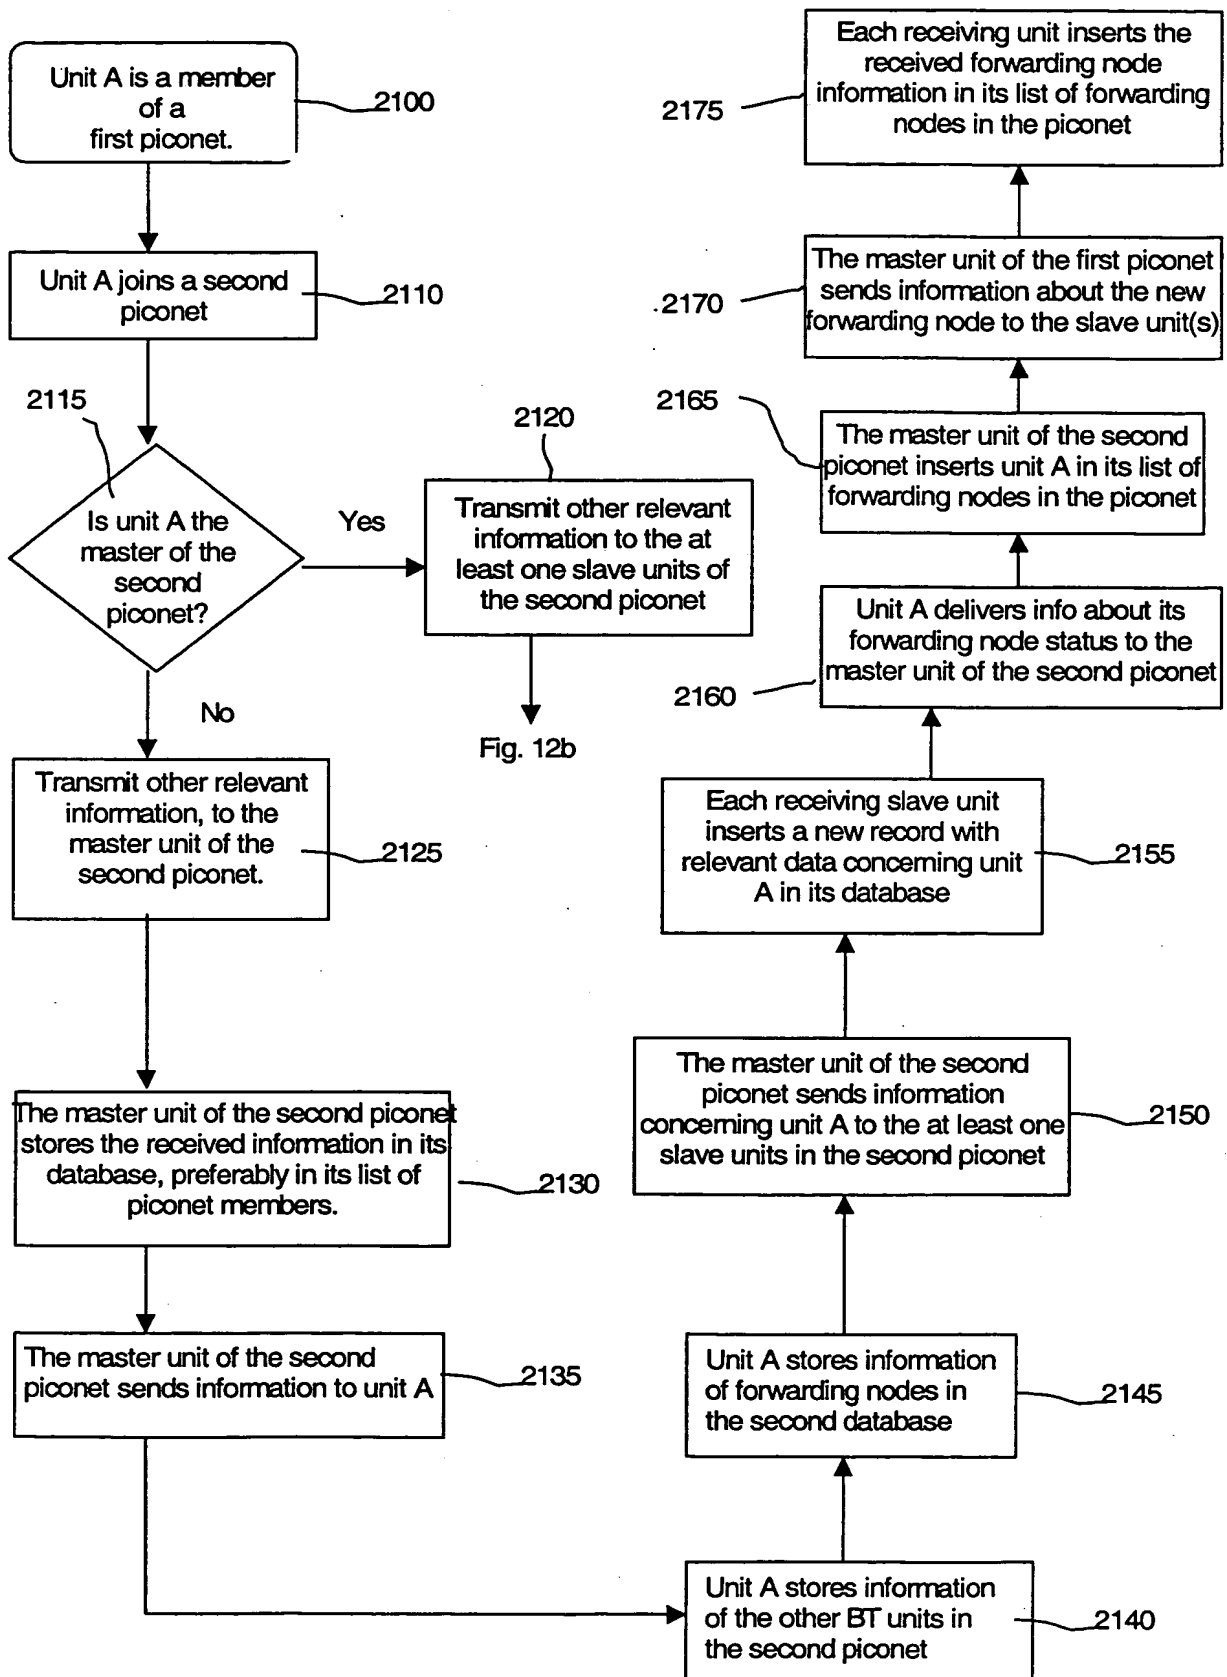 Unit A is a member
of a
first piconet.
2100
Unit A joins a second
piconet
2110
2115
Is unit A the
master of the
second
piconet?
Yes
2120
Transmit other relevant
information to the at
least one slave units of
the second piconet
Fig. 12b
No
Transmit other relevant
information, to the
master unit of the
second piconet.
2125
The master unit of the second piconet
stores the received information in its
database, preferably in its list of
piconet members.
2130
The master unit of the second
piconet sends information to unit A
2135
Unit A stores information
of the other BT units in
the second piconet
2140
Unit A stores information
of forwarding nodes in
the second database
2145
The master unit of the second
piconet sends information
concerning unit A to the at least one
slave units in the second piconet
2150
Each receiving slave unit
inserts a new record with
relevant data concerning unit
A in its database
2155
Unit A delivers info about its
forwarding node status to the
master unit of the second piconet
2160
The master unit of the second
piconet inserts unit A in its list of
forwarding nodes in the piconet
2165
The master unit of the first piconet
sends information about the new
forwarding node to the slave unit(s)
2170
Each receiving unit inserts the
received forwarding node
information in its list of forwarding
nodes in the piconet
2175